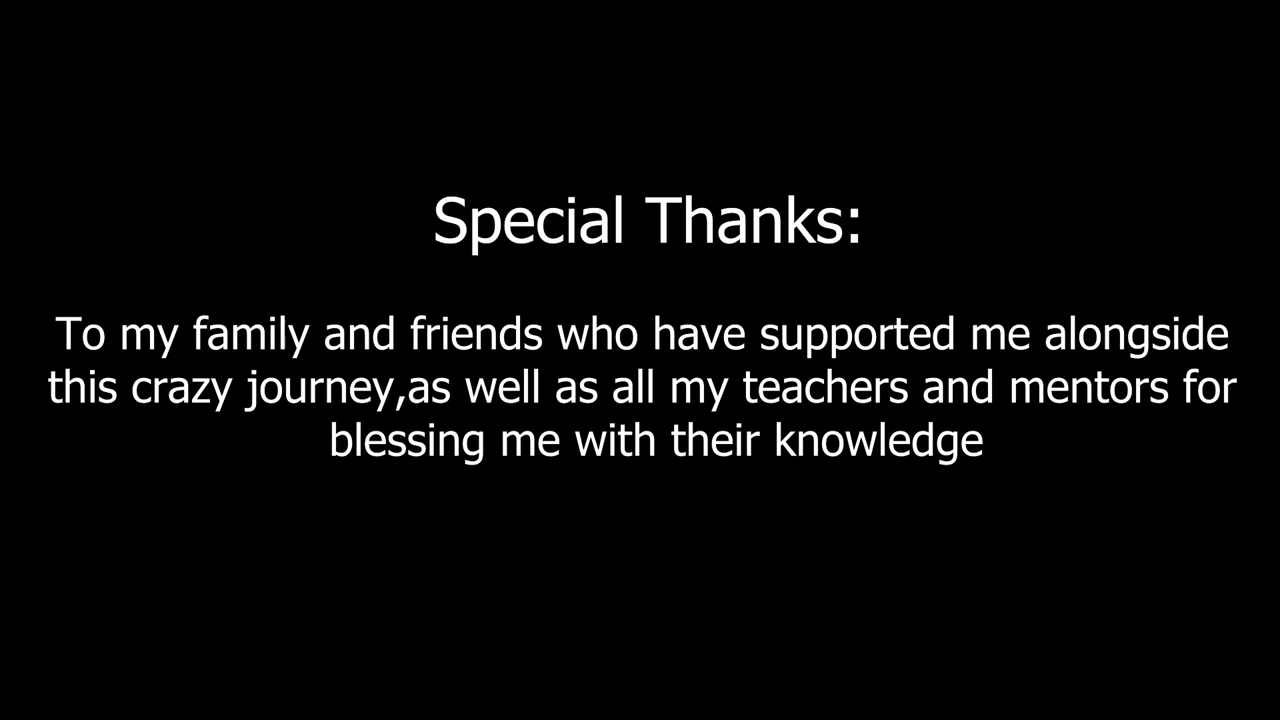 Special Thanks:
To my family and friends who have supported me alongside
this crazy journey,as well as all my teachers and mentors for
blessing me with their knowledge